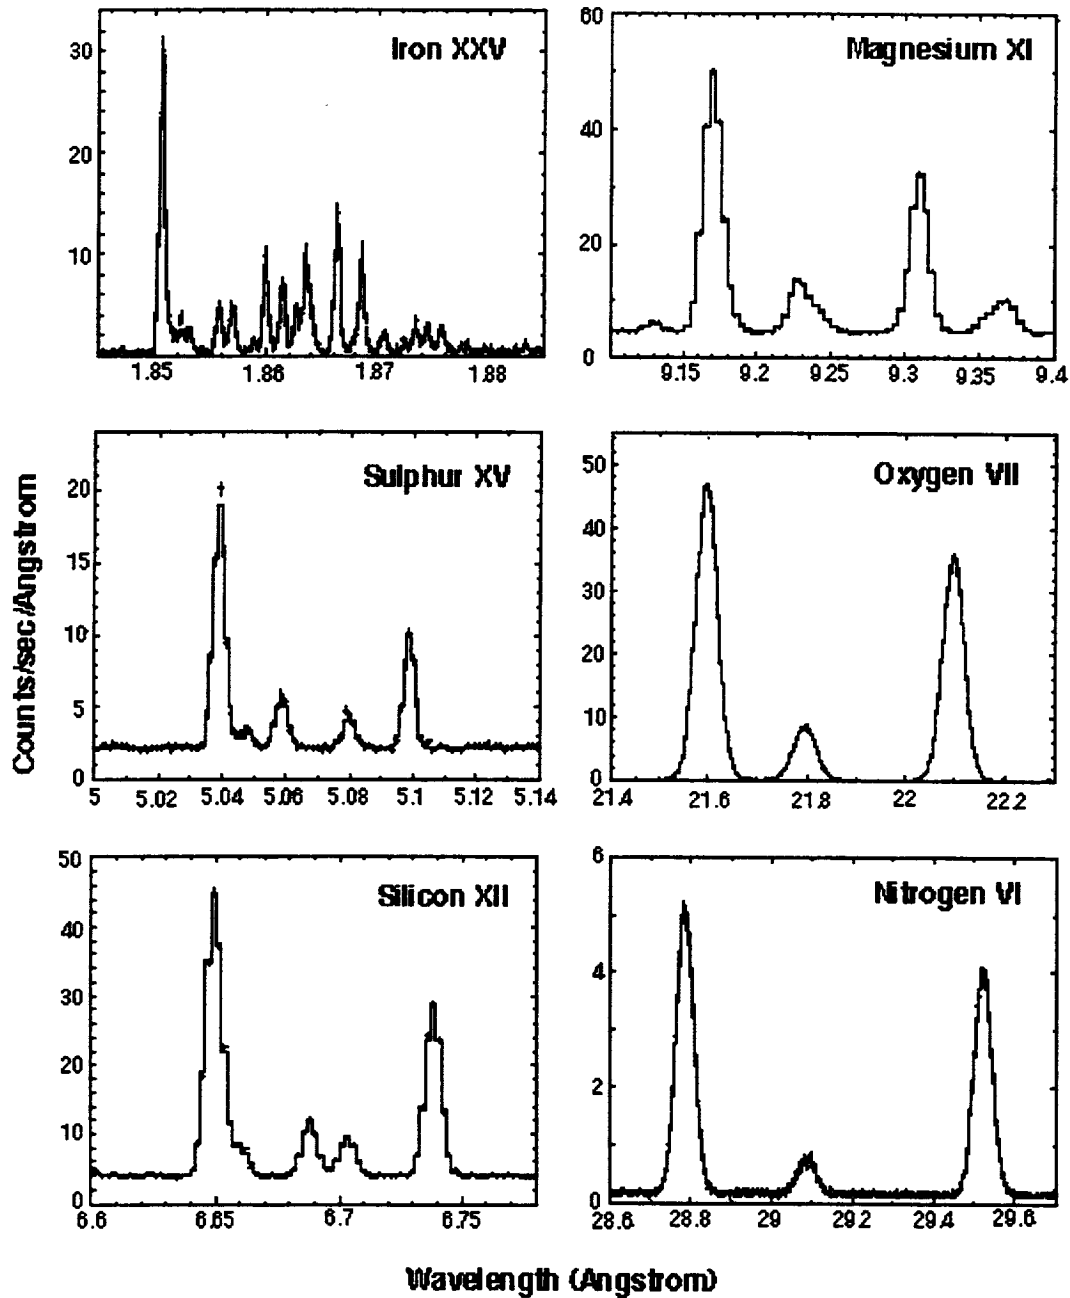 Iron XXV
30
20
10
1.85 1.86 1.87 1.88
Magnesium XI
60
40
20
0
9.15 9.2 9.25 9.3 9.35 9.4
Sulphur XV
20
15
10
5
0
5 5.02 5.04 5.06 5.08 5.1 5.12 5.14
Oxygen VII
50
40
30
20
10
0
21.4 21.6 21.8 22 22.2
Silicon XII
50
40
30
20
10
0
6.6 6.65 6.7 6.75
Nitrogen VI
6
4
2
0
28.6 28.8 29 29.2 29.4 29.6
Counts/sec/Angstrom
Wavelength (Angstrom)